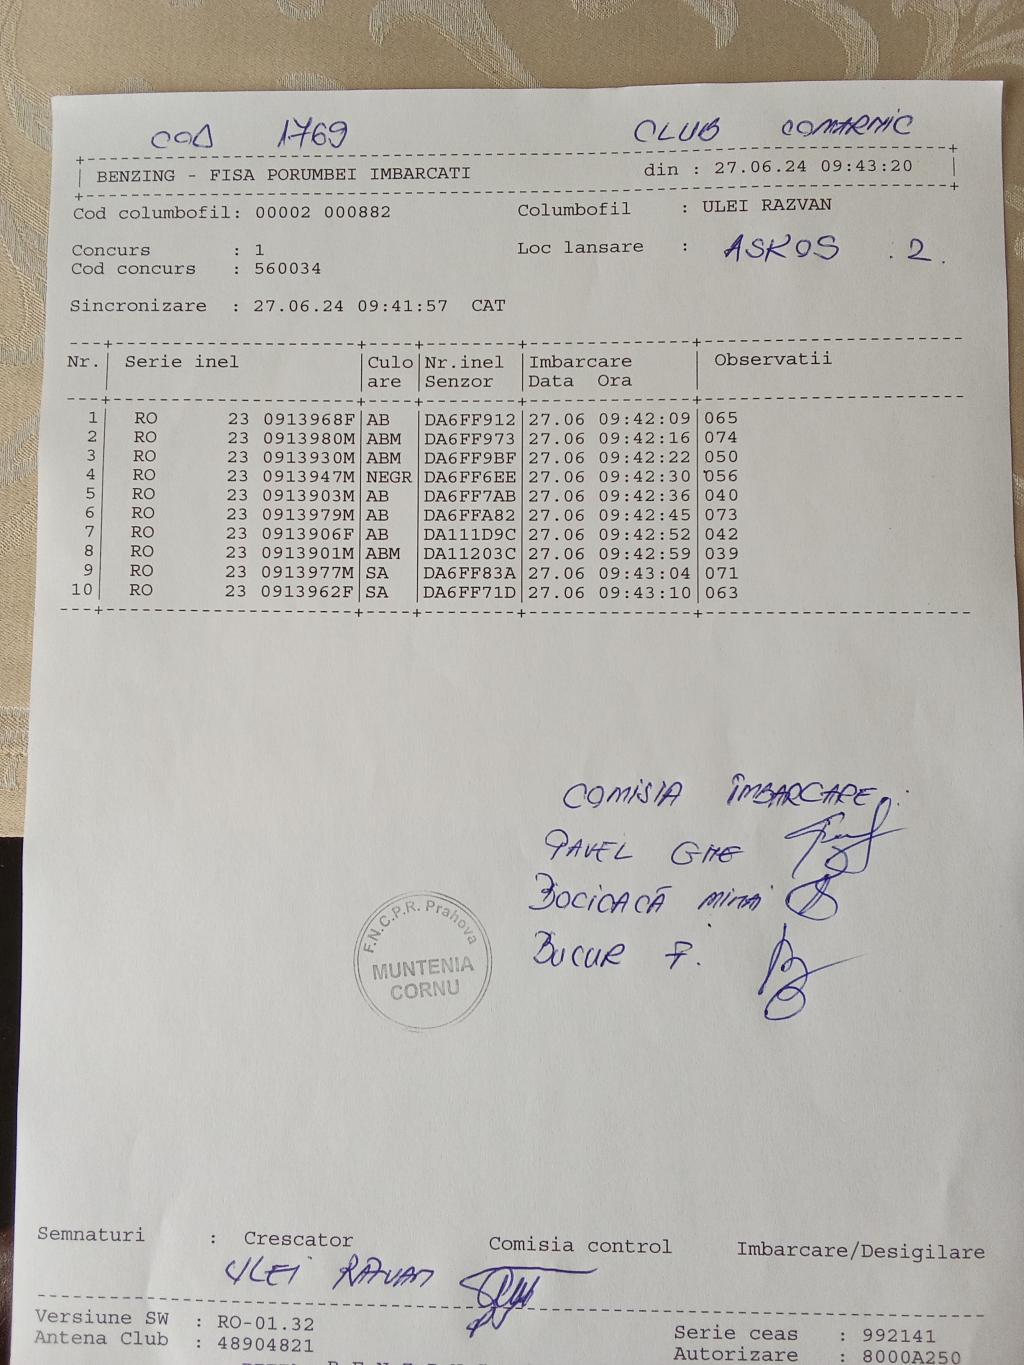 COD 1769 CLUB COMARNIC
BENZING - FISA PORUMBEI IMBARCATI din : 27.06.24 09:43:20
Cod columbofil: 00002 000882 Columbofil : ULEI RAZVAN
Concurs : 1 Loc lansare : ASKOS 2.
Cod concurs : 560034
Sincronizare : 27.06.24 09:41:57 CAT
Nr. Serie inel Culo Nr.inel Imbarcare Observatii
are Senzor Data Ora
1 RO 23 0913968F AB DA6FF912 27.06 09:42:09 065
2 RO 23 0913980M ABM DA6FF973 27.06 09:42:16 074
3 RO 23 0913930M ABM DA6FF9BF 27.06 09:42:22 050
4 RO 23 0913947M NEGR DA6FF6EE 27.06 09:42:30 056
5 RO 23 0913903M AB DA6FF7AB 27.06 09:42:36 040
6 RO 23 0913979M AB DA6FFA82 27.06 09:42:45 073
7 RO 23 0913906F AB DA111D9C 27.06 09:42:52 042
8 RO 23 0913901M ABM DA11203C 27.06 09:42:59 039
9 RO 23 0913977M SA DA6FF83A 27.06 09:43:04 071
10 RO 23 0913962F SA DA6FF71D 27.06 09:43:10 063
COMISIA ÎMBARCARE:
PAVEL GHE
BOCIOACĂ MIHAI
BUCUR F.
F.N.C.P.R. Prahova
MUNTENIA
CORNU
Semnaturi : Crescator Comisia control Imbarcare/Desigilare
ULEI RAZVAN
Versiune SW : RO-01.32 Serie ceas : 992141
Antena Club : 48904821 Autorizare : 8000A250